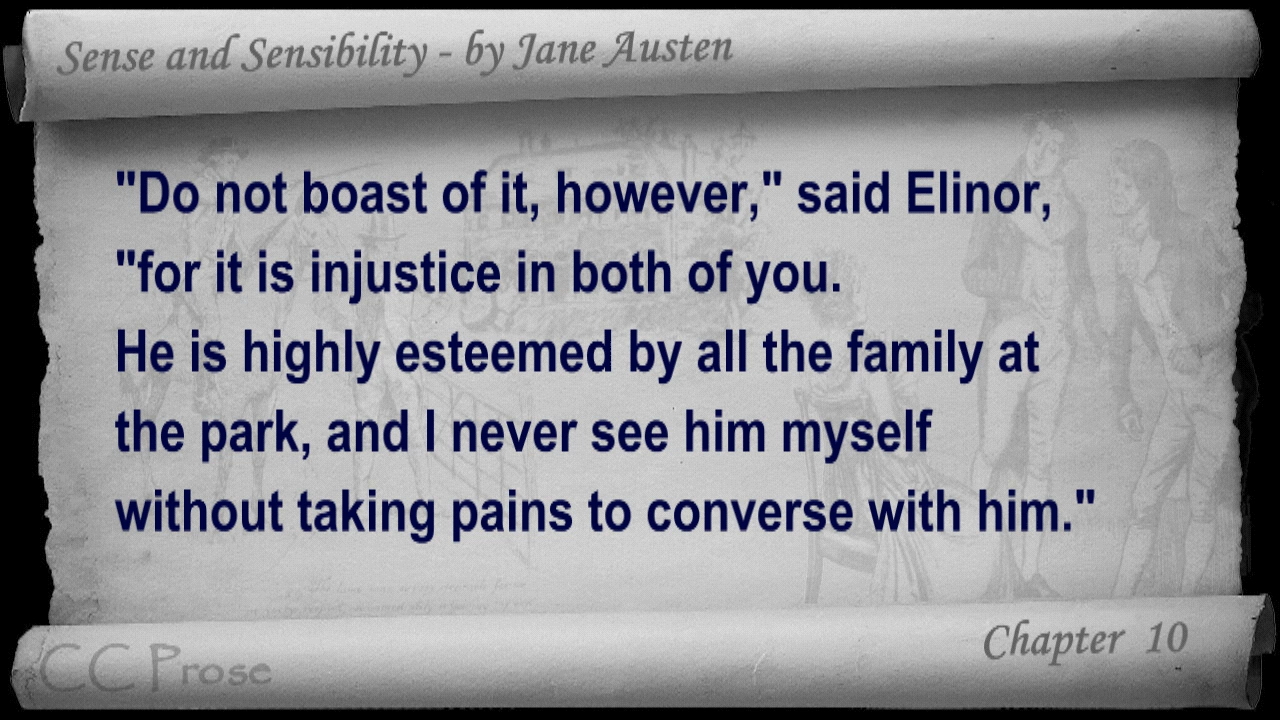 Sense and Sensibility - by Jane Austen
"Do not boast of it, however," said Elinor,
"for it is injustice in both of you.
He is highly esteemed by all the family at
the park, and I never see him myself
without taking pains to converse with him."
Chapter 10
CC Prose